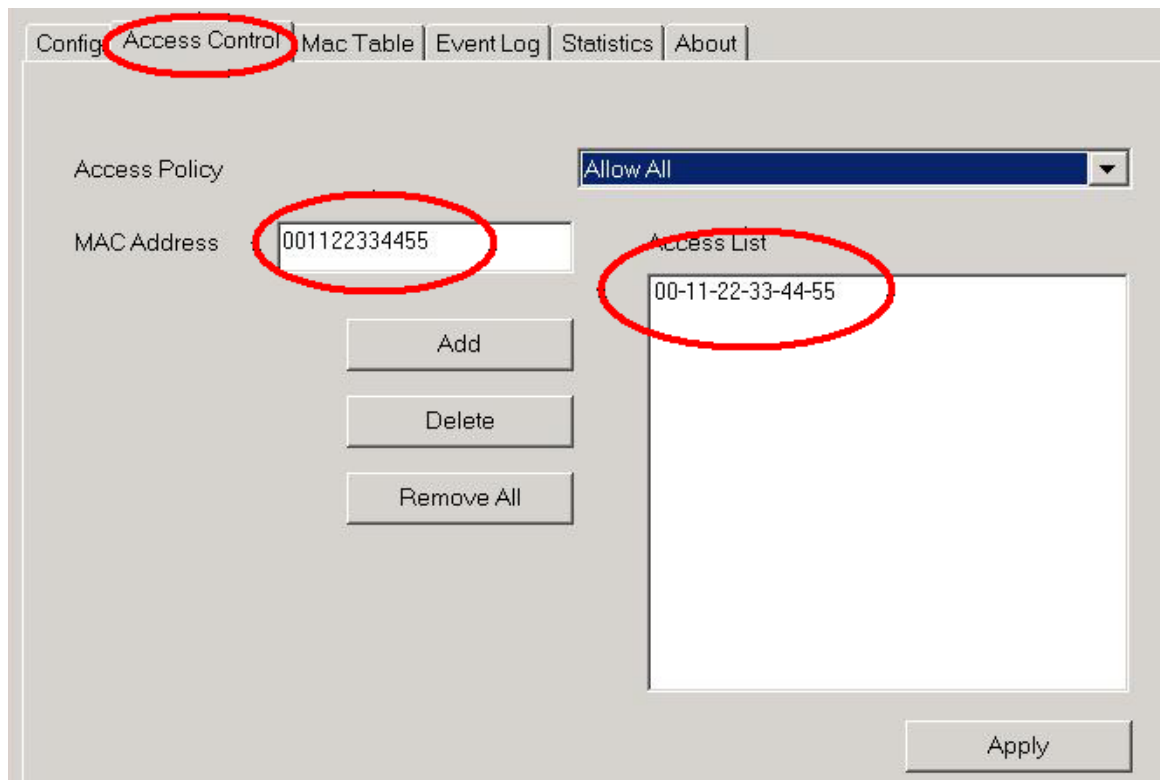 Config Access Control Mac Table Event Log Statistics About
Access Policy Allow All
MAC Address 001122334455 Access List
00-11-22-33-44-55
Add
Delete
Remove All
Apply